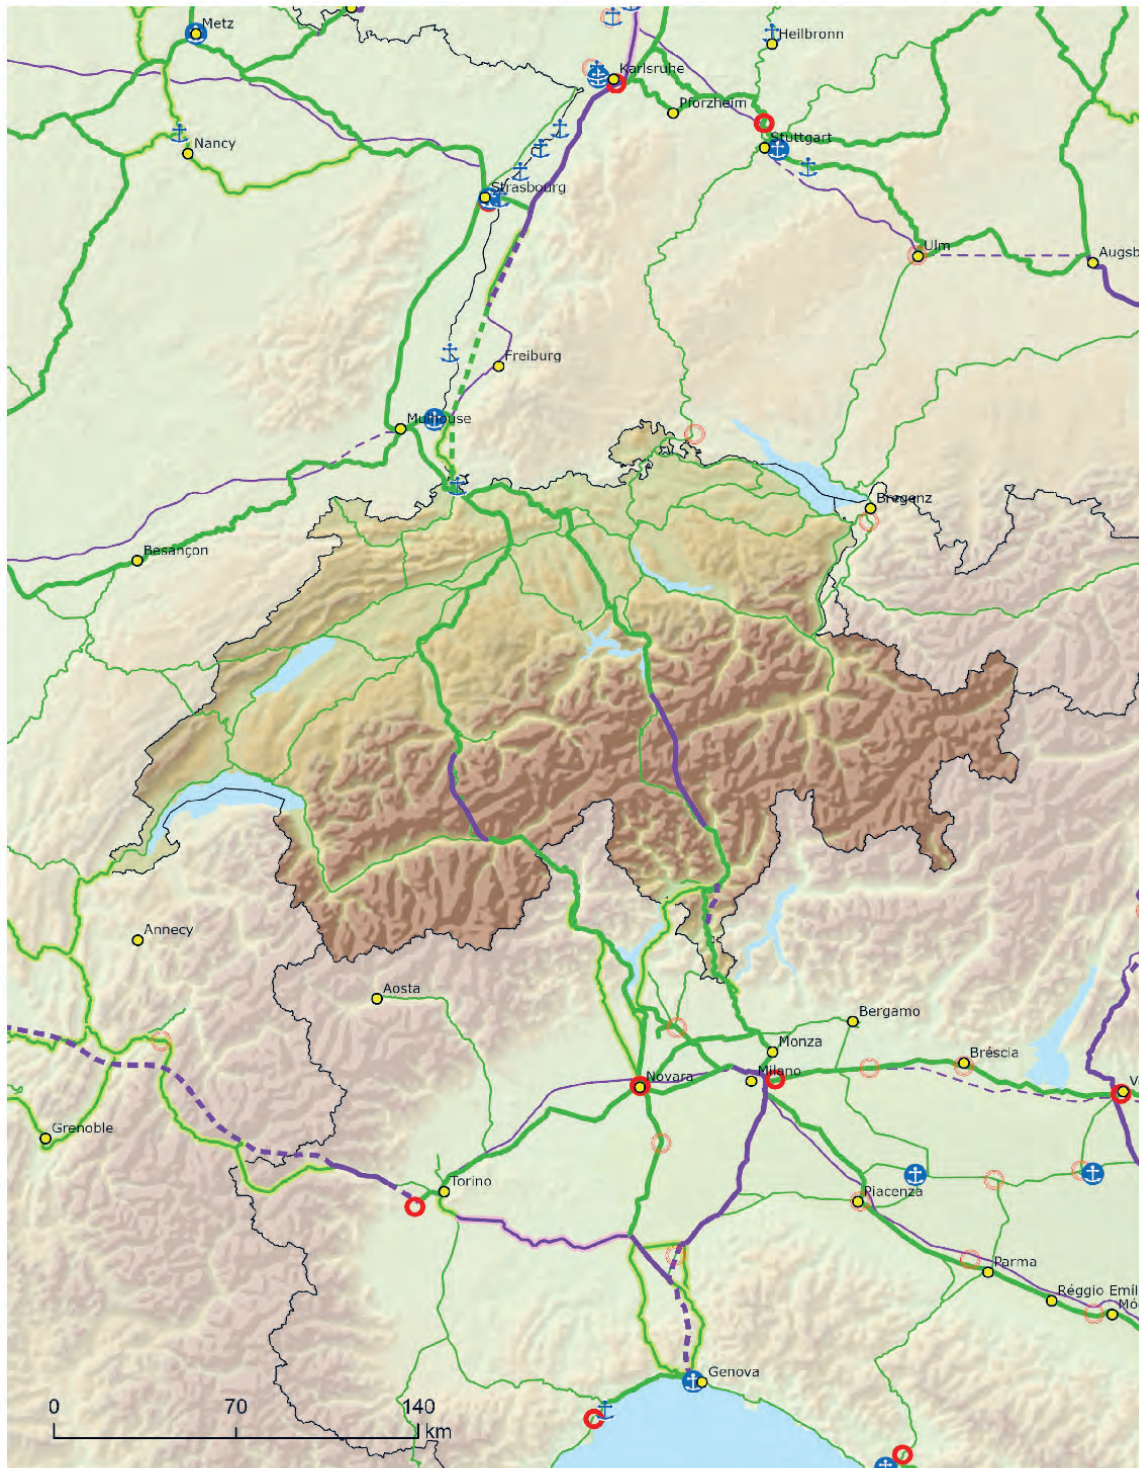 Metz
Heilbronn
Karlsruhe
Pforzheim
Nancy
Stuttgart
Strasbourg
Ulm
Augsb
Freiburg
Mulhouse
Bregenz
Besançon
Annecy
Aosta
Bergamo
Monza
Bréscia
Novara
Milano
V
Grenoble
Torino
Piacenza
Parma
Réggio Emil
Mó
Genova
0 70 140
km